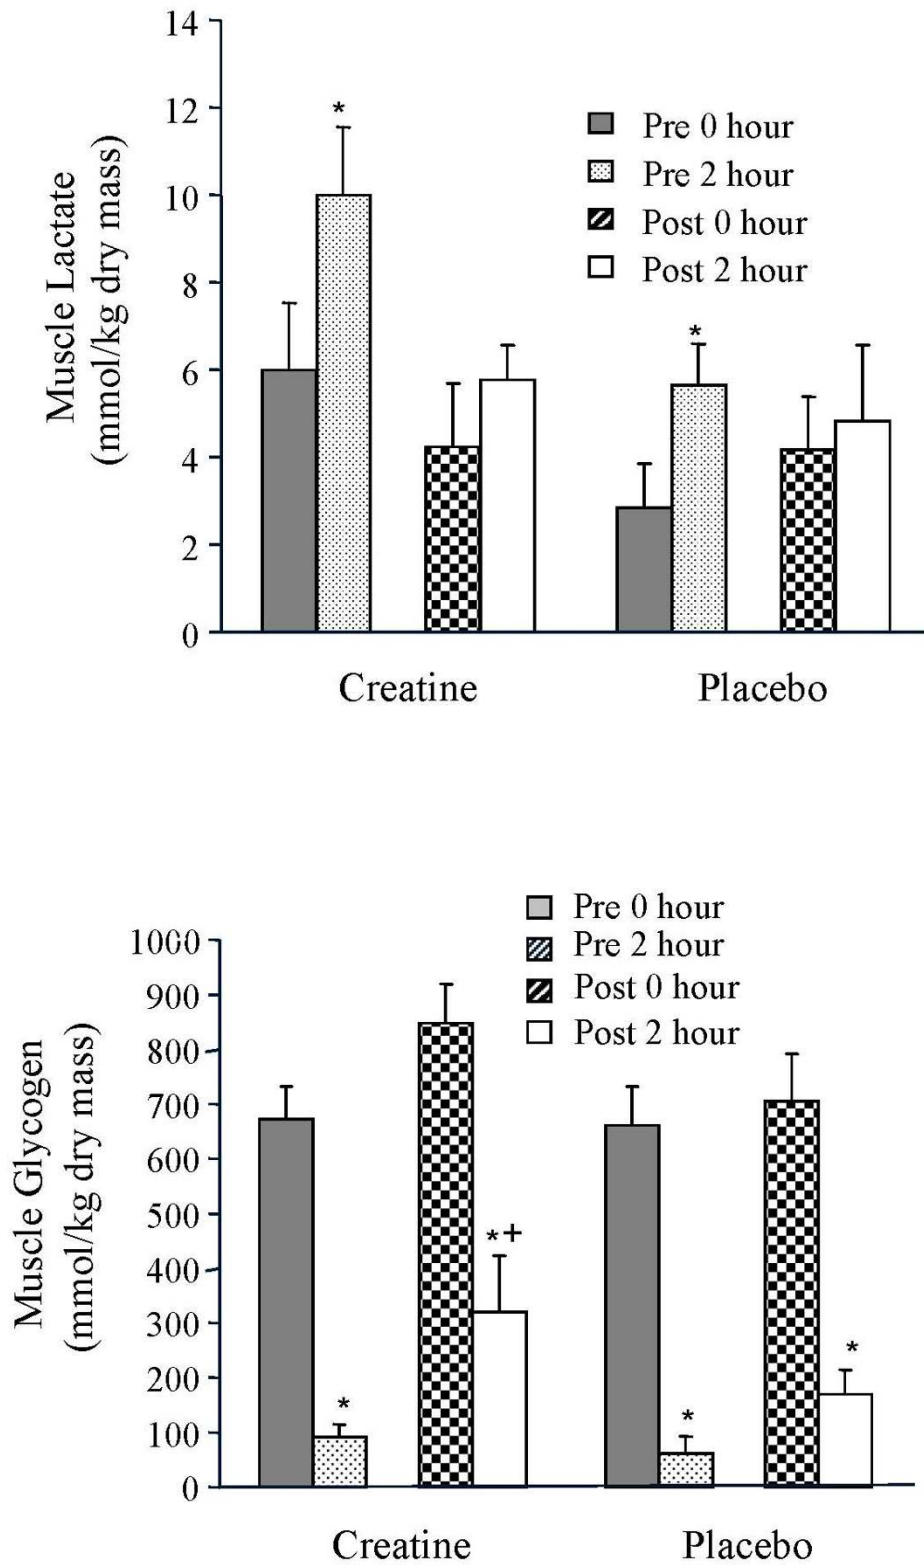 14
12
10
8
6
4
2
0
Muscle Lactate
(mmol/kg dry mass)
*
*
Pre 0 hour
Pre 2 hour
Post 0 hour
Post 2 hour
Creatine
Placebo
Pre 0 hour
Pre 2 hour
Post 0 hour
Post 2 hour
1000
900
800
700
600
500
400
300
200
100
0
Muscle Glycogen
(mmol/kg dry mass)
*
*+
*
*
Creatine
Placebo